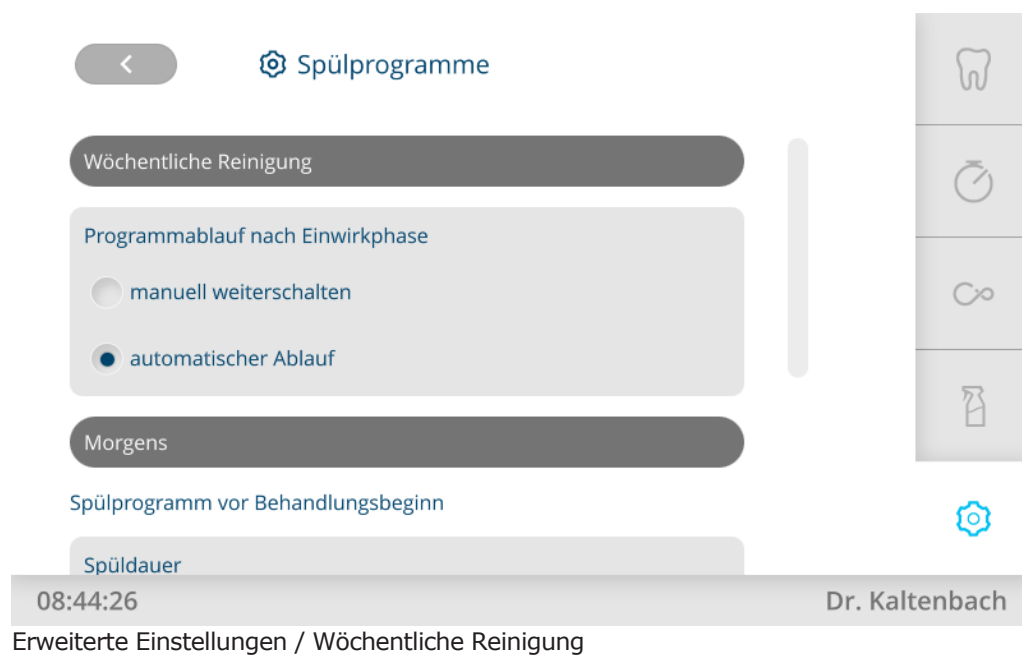 Spülprogramme
Wöchentliche Reinigung
Programmablauf nach Einwirkphase
manuell weiterschalten
automatischer Ablauf
Morgens
Spülprogramm vor Behandlungsbeginn
Spüldauer
08:44:26 Dr. Kaltenbach
Erweiterte Einstellungen / Wöchentliche Reinigung